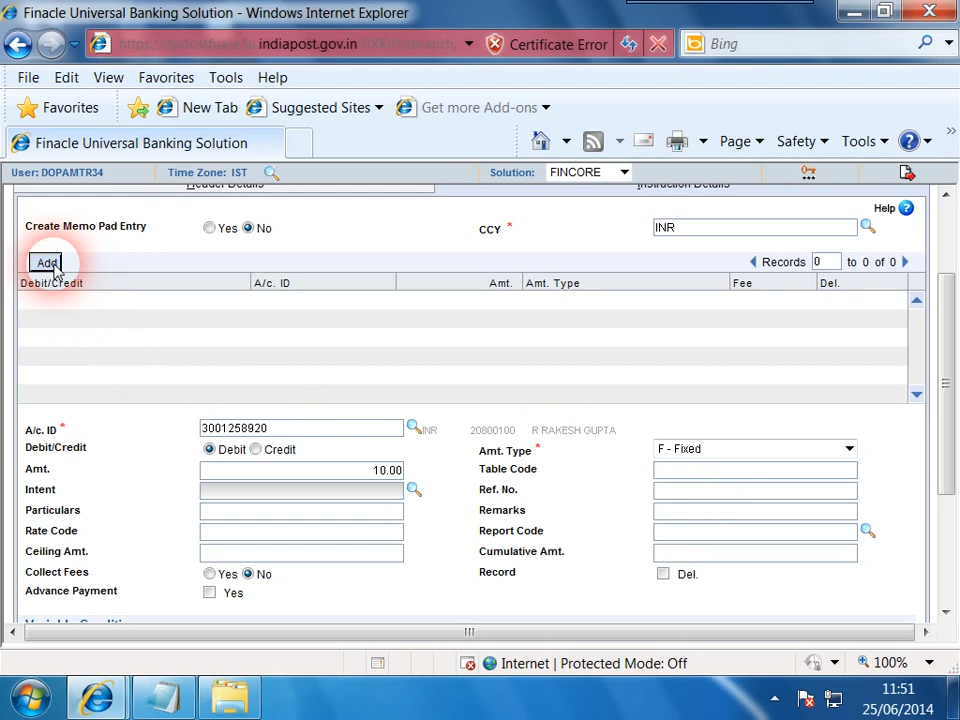 Finacle Universal Banking Solution - Windows Internet Explorer
indiapost.gov.in
Certificate Error
Bing
File Edit View Favorites Tools Help
Favorites New Tab Suggested Sites Get more Add-ons
Finacle Universal Banking Solution
Page Safety Tools
User: DOPAMTR34 Time Zone: IST Solution: FINCORE
Header Details Instruction Details
Help
Create Memo Pad Entry Yes No CCY * INR
Add Records 0 to 0 of 0
Debit/Credit A/c. ID Amt. Amt. Type Fee Del.
A/c. ID * 3001258920 INR 20800100 R RAKESH GUPTA
Debit/Credit Debit Credit Amt. Type * F - Fixed
Amt. 10.00 Table Code
Intent Ref. No.
Particulars Remarks
Rate Code Report Code
Ceiling Amt. Cumulative Amt.
Collect Fees Yes No Record Del.
Advance Payment Yes
Internet | Protected Mode: Off 100%
11:51
25/06/2014